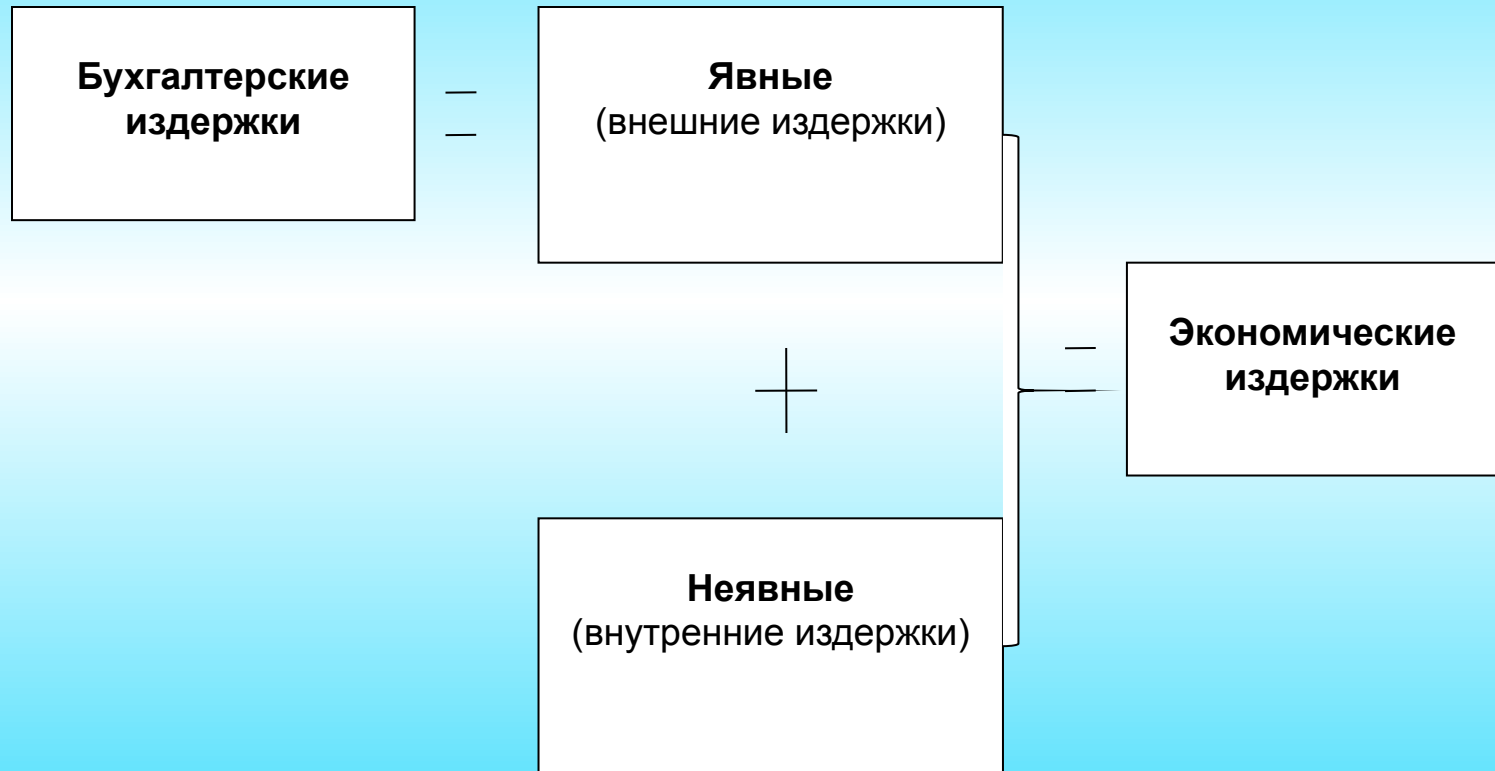 Бухгалтерские
издержки
=
Явные
(внешние издержки)
+
Неявные
(внутренние издержки)
=
Экономические
издержки